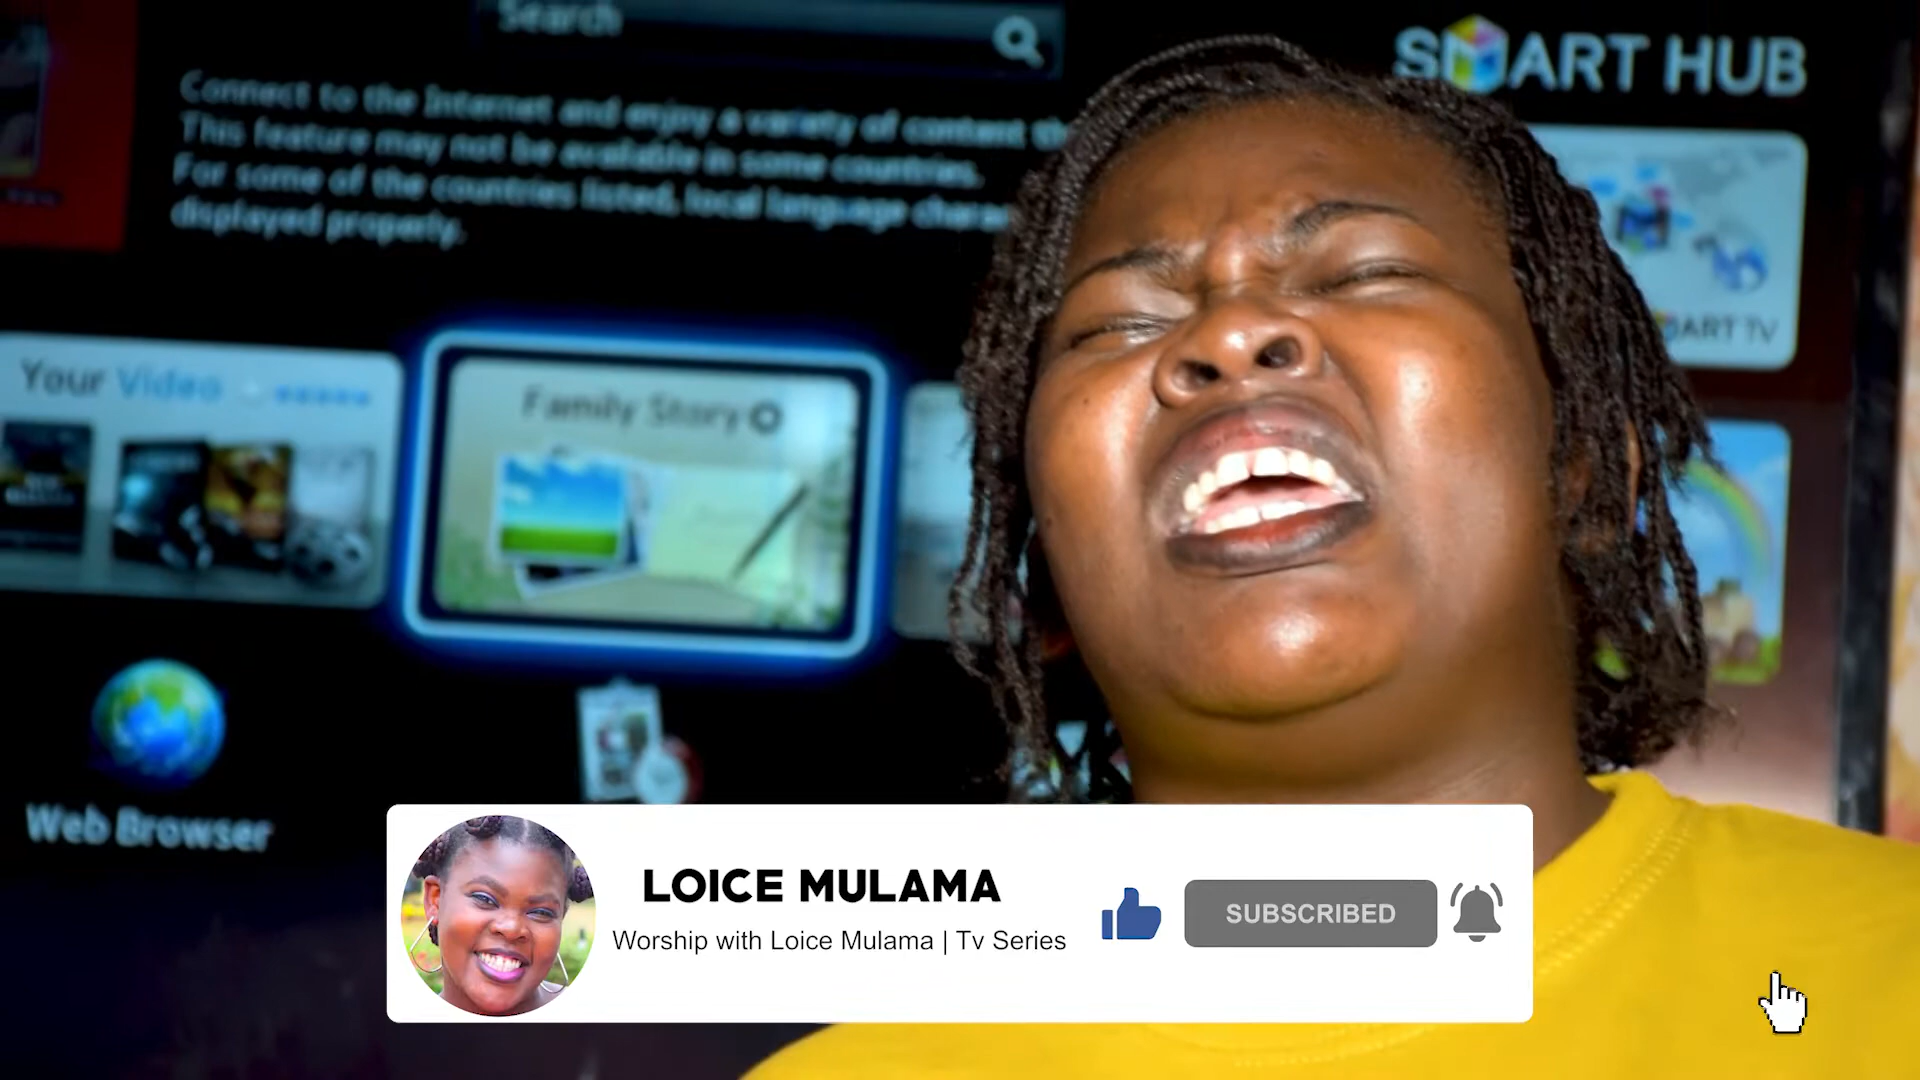 Search
SMART HUB
Connect to the Internet and enjoy a variety of content
This feature may not be available in some countries.
For some of the countries listed, local language
displayed properly.
SMART TV
Your Video
Family Story
Web Browser
LOICE MULAMA
Worship with Loice Mulama | Tv Series
SUBSCRIBED